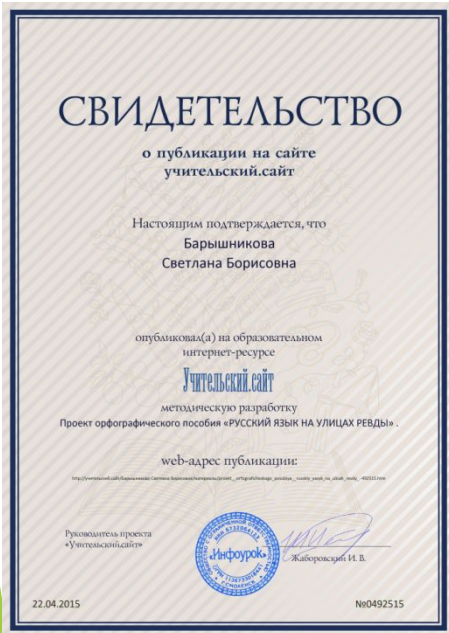 СВИДЕТЕЛЬСТВО
о публикации на сайте
учительский.сайт
Настоящим подтверждается, что
Барышникова
Светлана Борисовна
опубликовал(а) на образовательном
интернет-ресурсе
Учительский.сайт
методическую разработку
Проект орфографического пособия «РУССКИЙ ЯЗЫК НА УЛИЦАХ РЕВДЫ» .
web-адрес публикации:
Руководитель проекта
«Учительский.сайт»
«Инфоурок»
Жаборовский И. В.
22.04.2015
№0492515